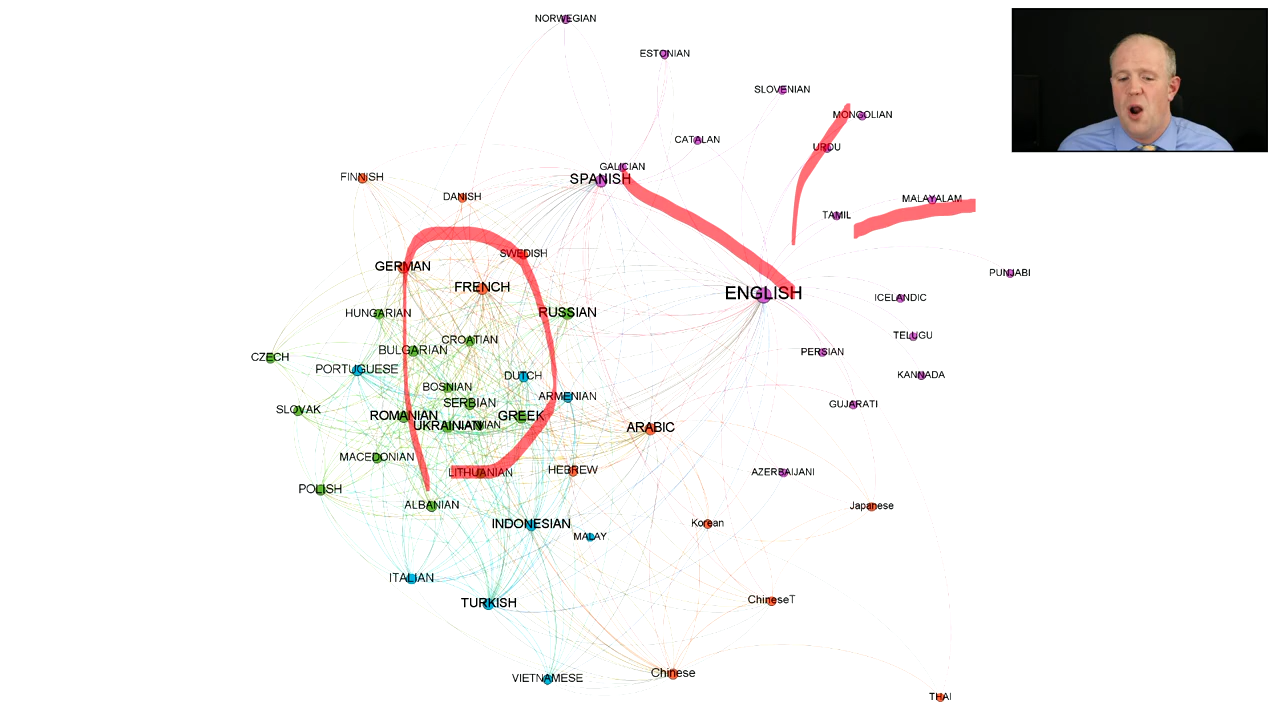 NORWEGIAN
ESTONIAN
SLOVENIAN
MONGOLIAN
CATALAN
URDU
GALICIAN
SPANISH
FINNISH
DANISH
MALAYALAM
TAMIL
SWEDISH
GERMAN
PUNJABI
FRENCH
ENGLISH
ICELANDIC
HUNGARIAN
RUSSIAN
TELUGU
CROATIAN
BULGARIAN
PERSIAN
CZECH
PORTUGUESE
DUTCH
KANNADA
BOSNIAN
ARMENIAN
SERBIAN
GUJARATI
SLOVAK
ROMANIAN
GREEK
UKRAINIAN
ARABIC
MACEDONIAN
LITHUANIAN
HEBREW
AZERBAIJANI
POLISH
ALBANIAN
Japanese
INDONESIAN
Korean
MALAY
ITALIAN
TURKISH
ChineseT
Chinese
VIETNAMESE
THAI